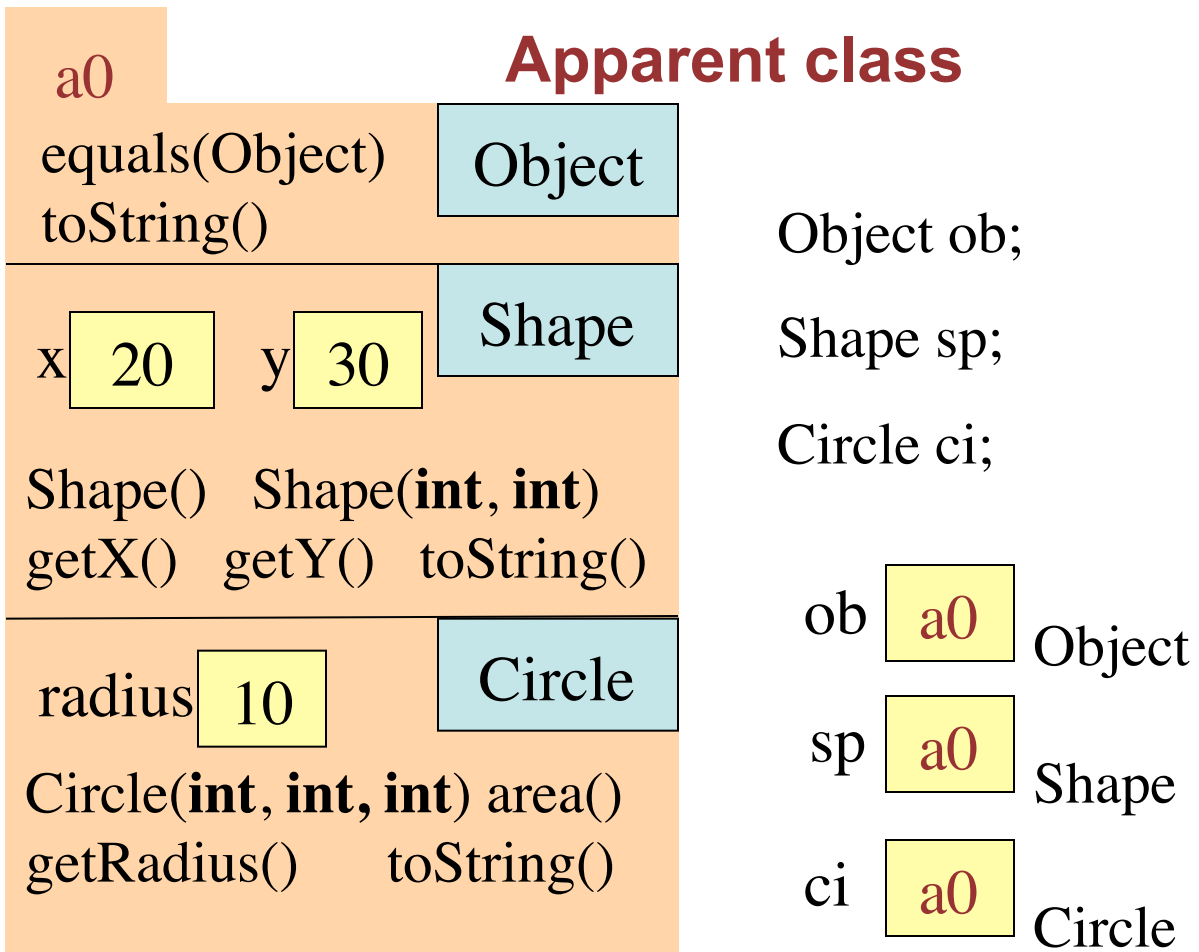 Apparent class
a0
equals(Object)
toString()
Object
x 20 y 30
Shape
Shape() Shape(int, int)
getX() getY() toString()
radius 10
Circle
Circle(int, int, int) area()
getRadius() toString()
Object ob;
Shape sp;
Circle ci;
ob a0 Object
sp a0 Shape
ci a0 Circle